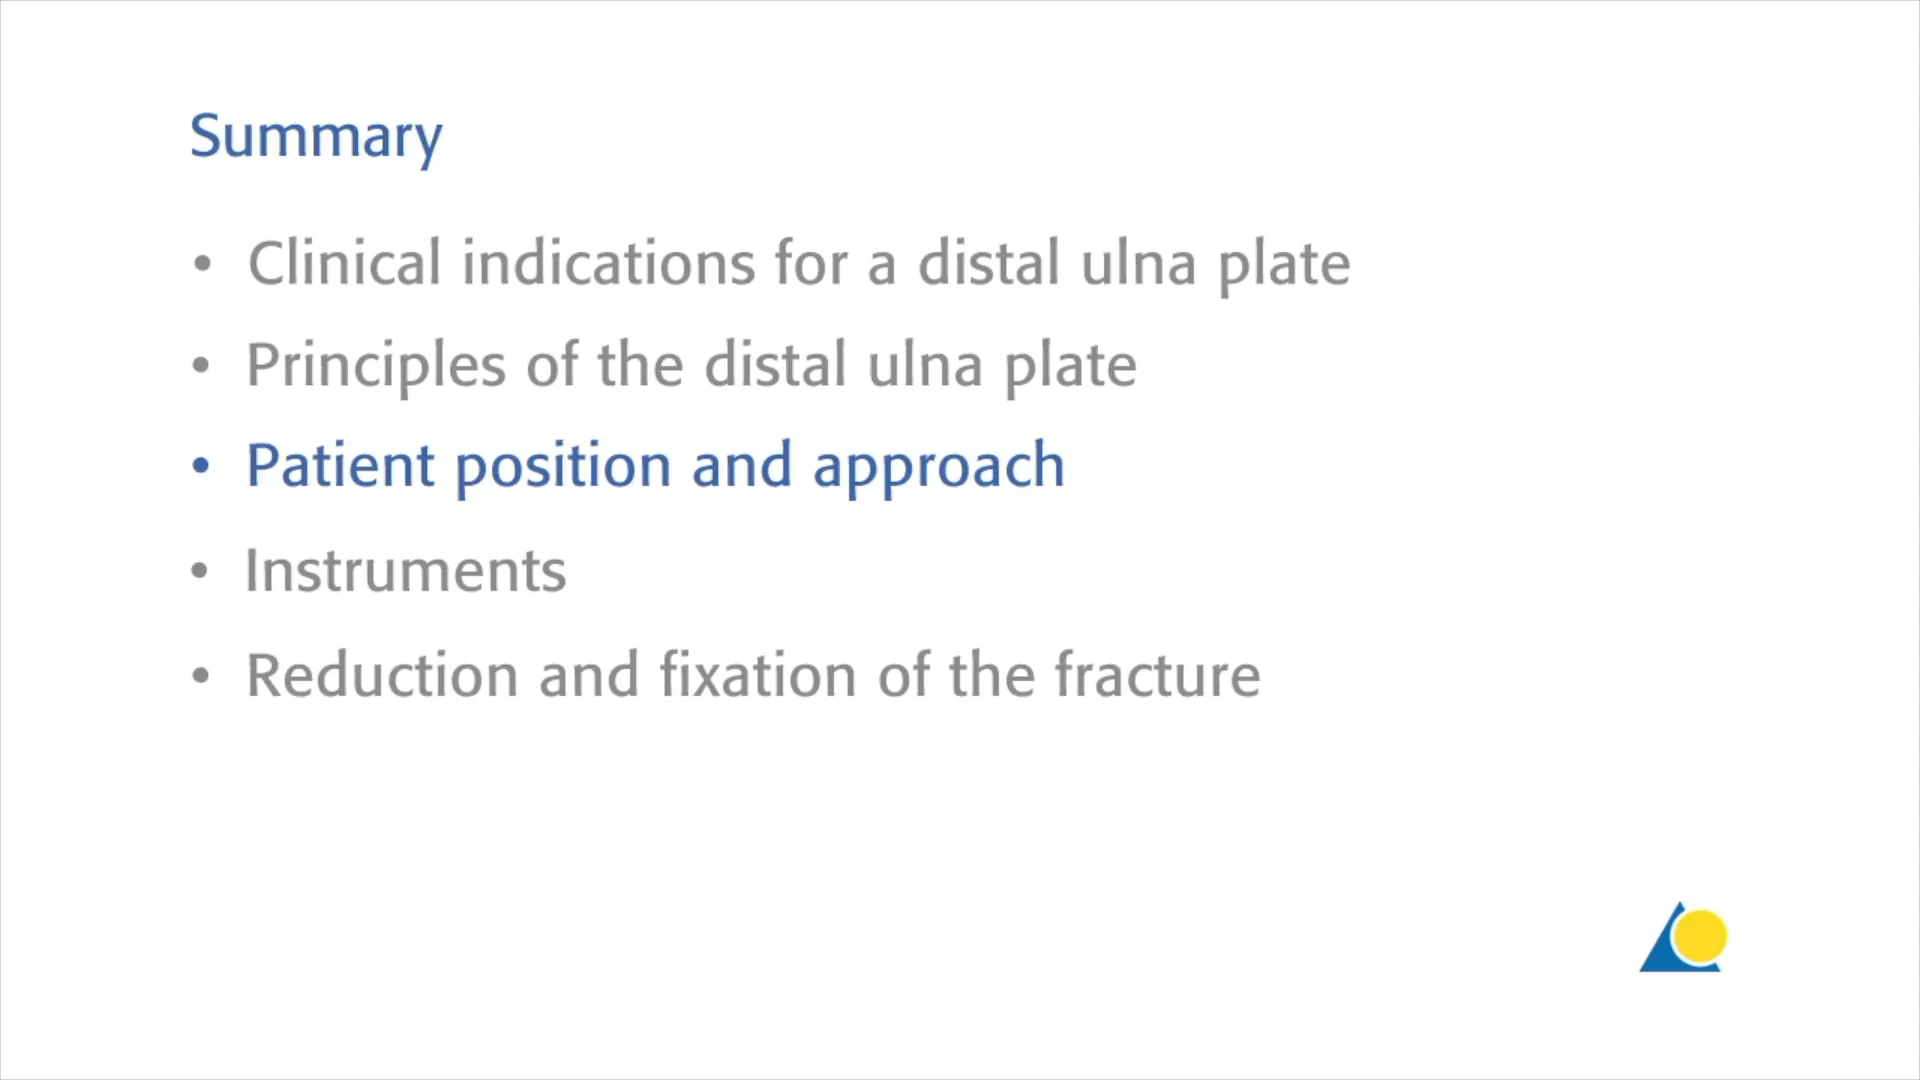 Summary
• Clinical indications for a distal ulna plate
• Principles of the distal ulna plate
• Patient position and approach
• Instruments
• Reduction and fixation of the fracture